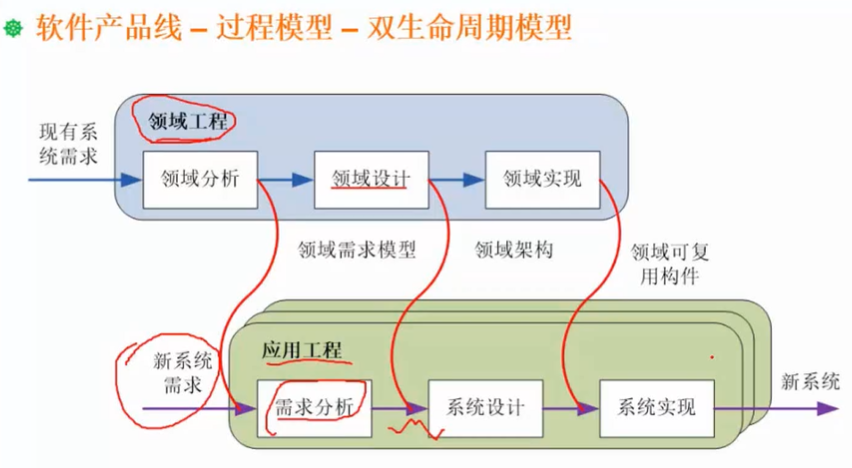 软件产品线 – 过程模型 – 双生命周期模型
现有系
统需求
领域工程
领域分析
领域设计
领域实现
领域需求模型
领域架构
领域可复
用构件
新系统
需求
应用工程
需求分析
系统设计
系统实现
新系统